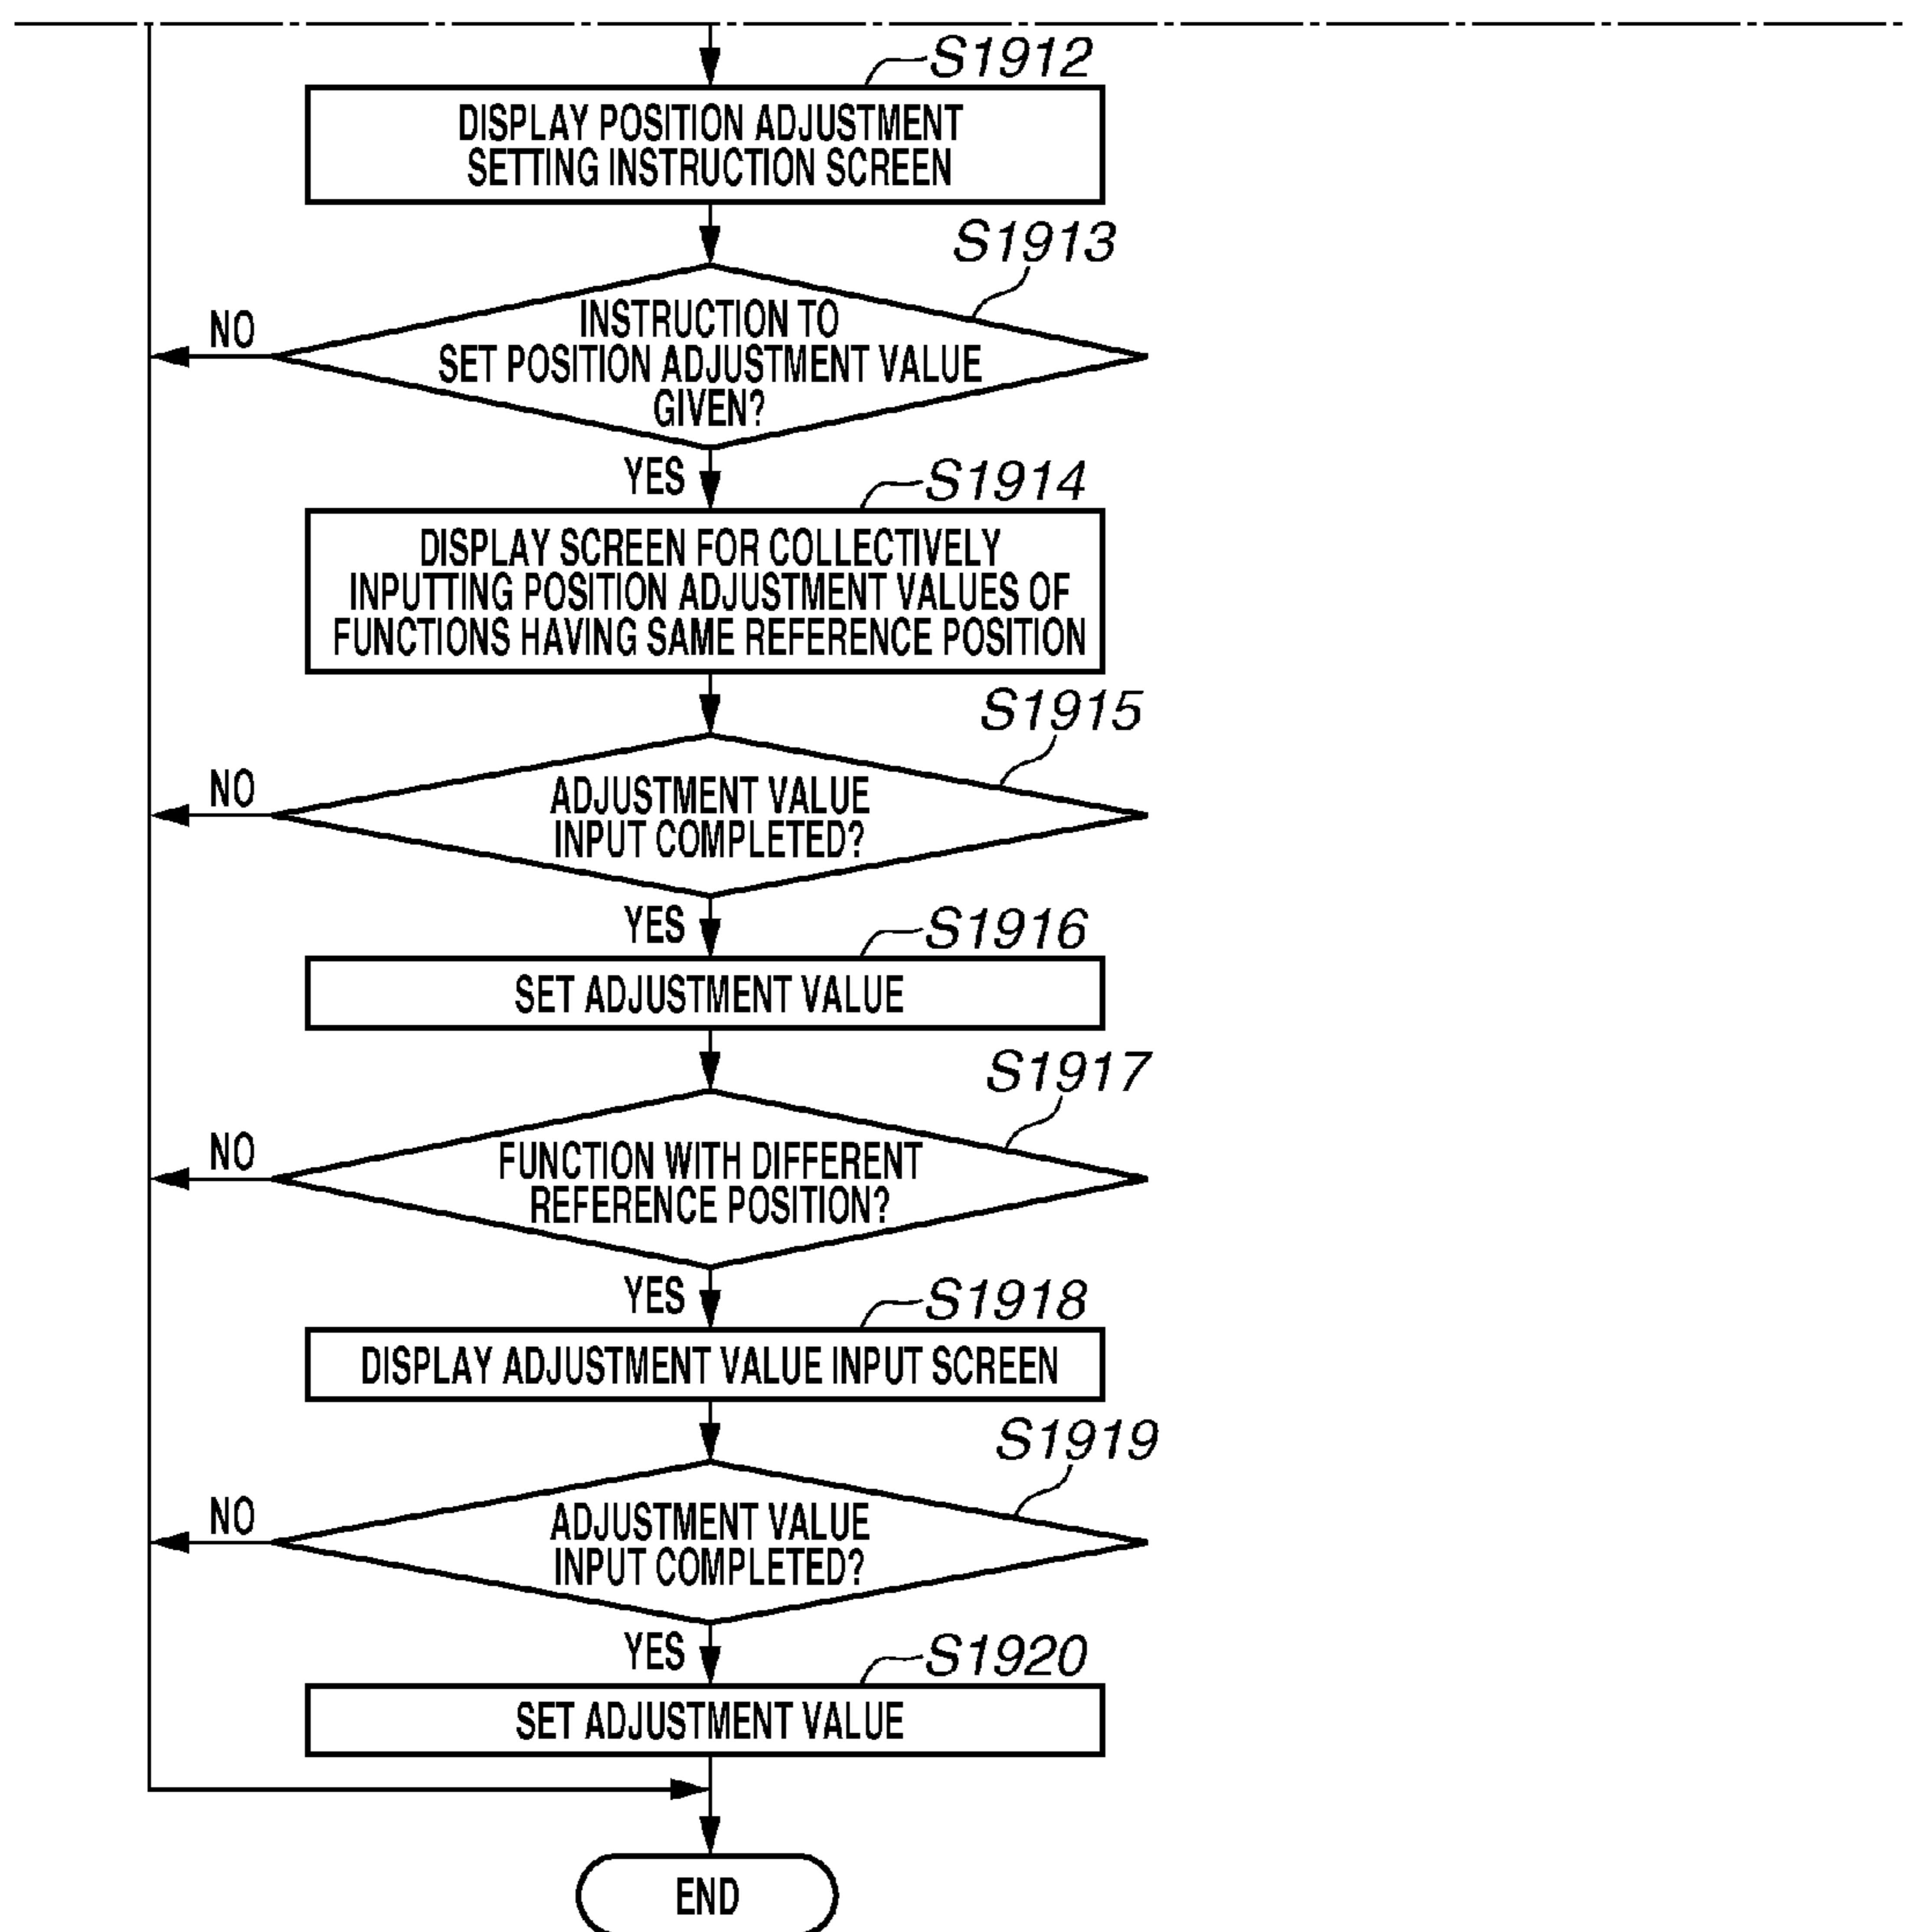 S1912
DISPLAY POSITION ADJUSTMENT
SETTING INSTRUCTION SCREEN
S1913
INSTRUCTION TO
SET POSITION ADJUSTMENT VALUE
GIVEN?
NO
YES
S1914
DISPLAY SCREEN FOR COLLECTIVELY
INPUTTING POSITION ADJUSTMENT VALUES OF
FUNCTIONS HAVING SAME REFERENCE POSITION
S1915
ADJUSTMENT VALUE
INPUT COMPLETED?
NO
YES
S1916
SET ADJUSTMENT VALUE
S1917
FUNCTION WITH DIFFERENT
REFERENCE POSITION?
NO
YES
S1918
DISPLAY ADJUSTMENT VALUE INPUT SCREEN
S1919
ADJUSTMENT VALUE
INPUT COMPLETED?
NO
YES
S1920
SET ADJUSTMENT VALUE
END